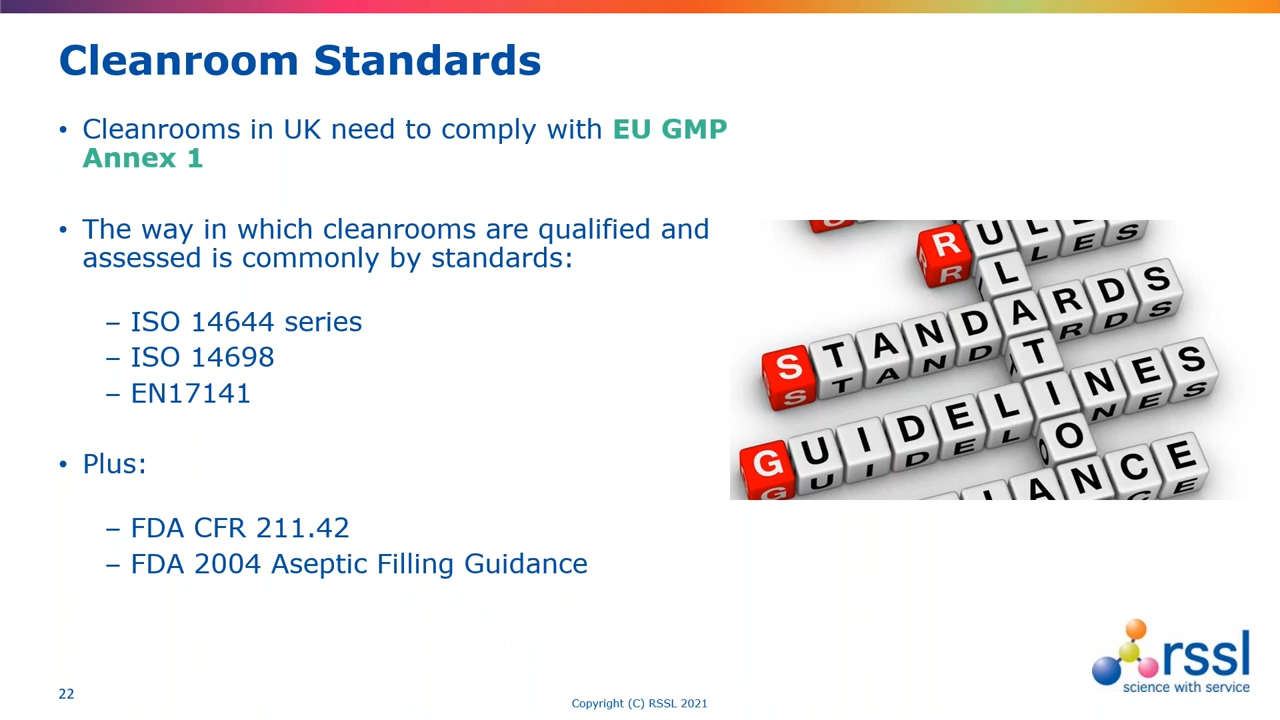 Cleanroom Standards
• Cleanrooms in UK need to comply with EU GMP
Annex 1
• The way in which cleanrooms are qualified and
assessed is commonly by standards:
– ISO 14644 series
– ISO 14698
– EN17141
• Plus:
– FDA CFR 211.42
– FDA 2004 Aseptic Filling Guidance
RULES
STANDARDS
GUIDELINES
rssl
science with service
22
Copyright (C) RSSL 2021